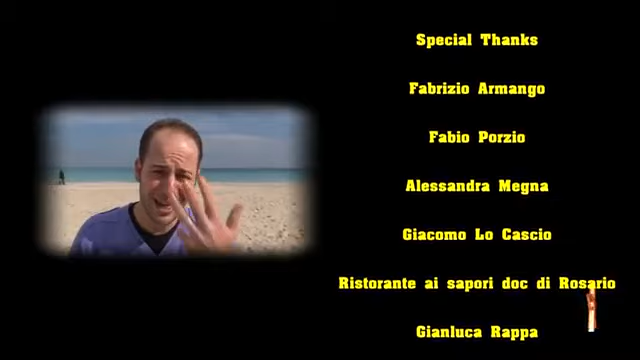 Special Thanks
Fabrizio Armango
Fabio Porzio
Alessandra Megna
Giacomo Lo Cascio
Ristorante ai sapori doc di Rosario
Gianluca Rappa